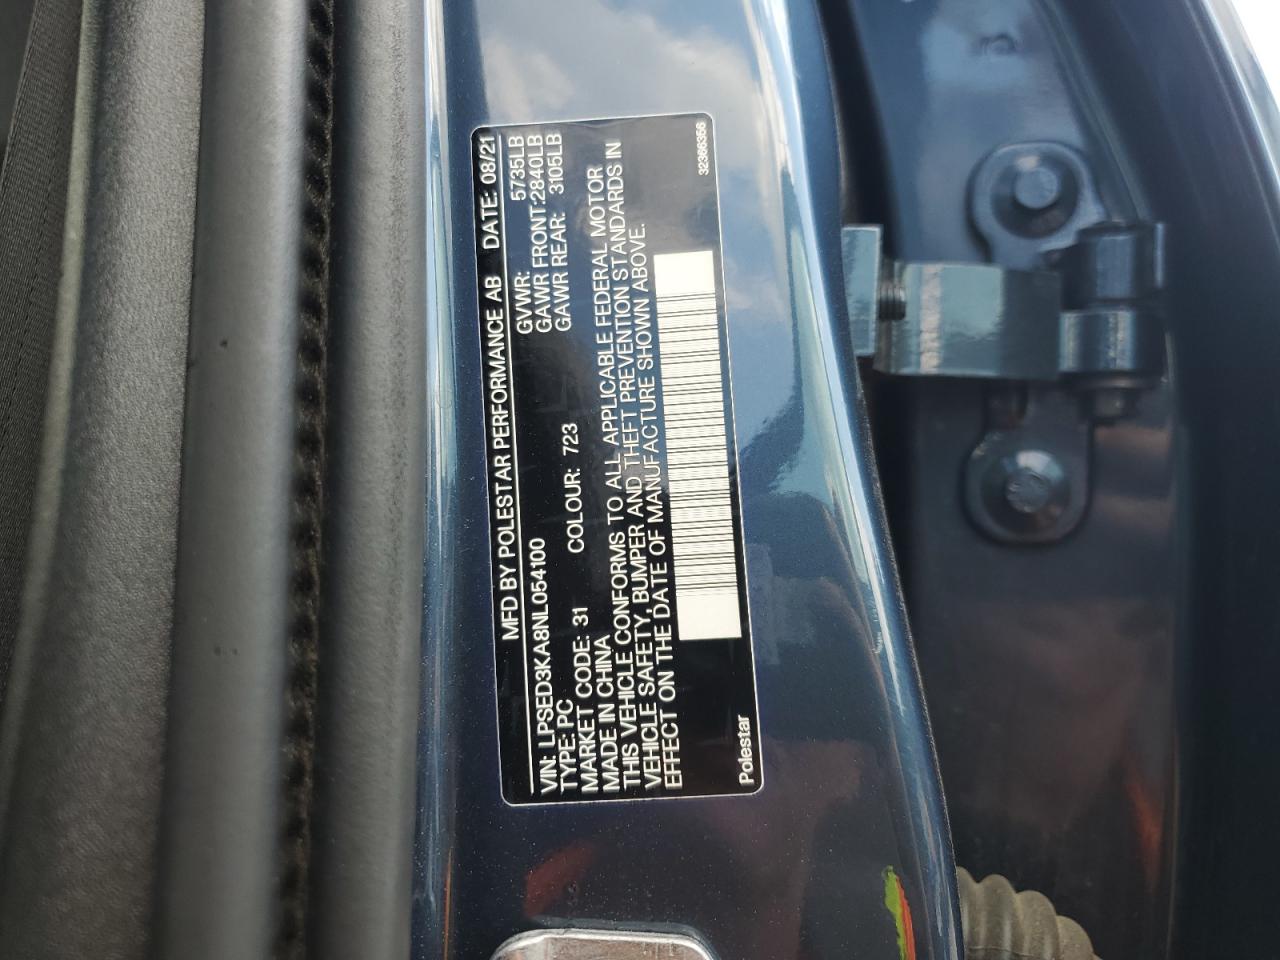 MFD BY POLESTAR PERFORMANCE AB DATE: 08/21
VIN: LPSED3KA8NL054100 GVWR: 5735LB
TYPE: PC GAWR FRONT:2840LB
MARKET CODE: 31 COLOUR: 723 GAWR REAR: 3105LB
MADE IN CHINA
THIS VEHICLE CONFORMS TO ALL APPLICABLE FEDERAL MOTOR
VEHICLE SAFETY, BUMPER AND THEFT PREVENTION STANDARDS IN
EFFECT ON THE DATE OF MANUFACTURE SHOWN ABOVE.
Polestar 32366356